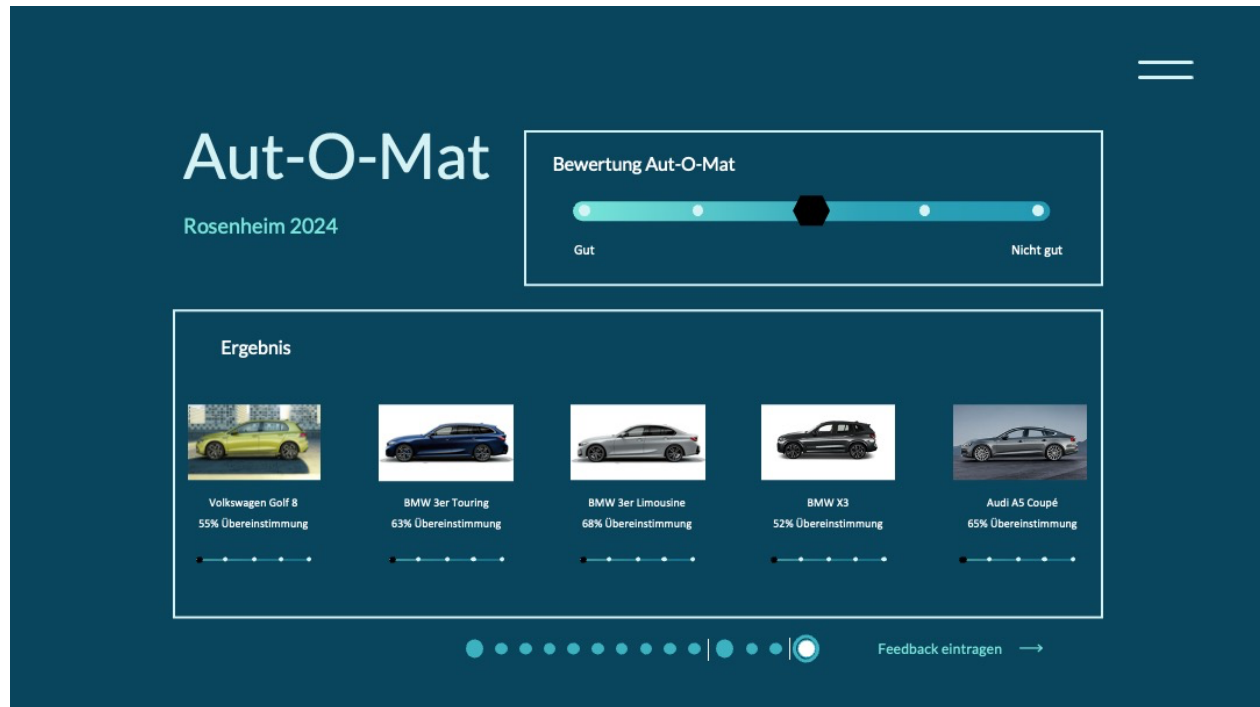 Aut-O-Mat
Rosenheim 2024
Bewertung Aut-O-Mat
Gut
Nicht gut
Ergebnis
Volkswagen Golf 8
55% Übereinstimmung
BMW 3er Touring
63% Übereinstimmung
BMW 3er Limousine
68% Übereinstimmung
BMW X3
52% Übereinstimmung
Audi A5 Coupé
65% Übereinstimmung
Feedback eintragen